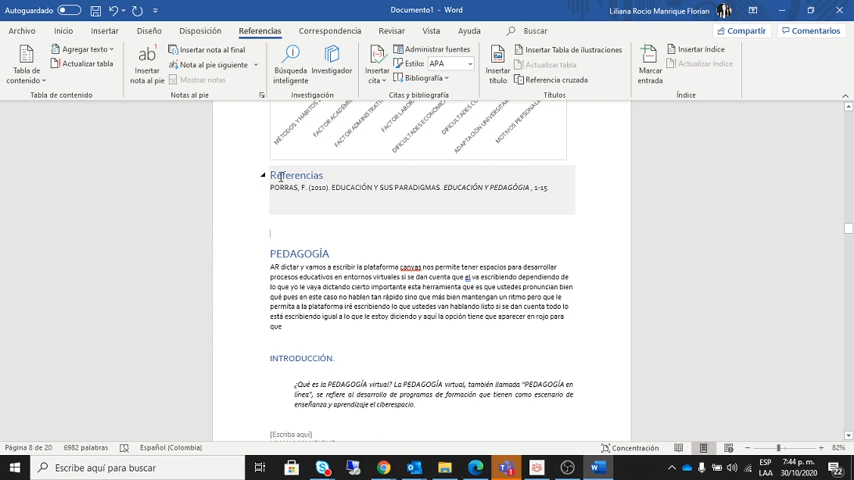 Autoguardado
Documento1 - Word
Liliana Rocio Manrique Florian
Archivo Inicio Insertar Diseño Disposición Referencias Correspondencia Revisar Vista Ayuda Buscar Compartir Comentarios
Tabla de contenido
Agregar texto
Actualizar tabla
Tabla de contenido
Insertar nota al pie
Insertar nota al final
Nota al pie siguiente
Mostrar notas
Notas al pie
Búsqueda inteligente
Investigador
Investigación
Insertar cita
Administrar fuentes
Estilo: APA
Bibliografía
Citas y bibliografía
Insertar título
Insertar Tabla de ilustraciones
Actualizar tabla
Referencia cruzada
Títulos
Marcar entrada
Insertar índice
Actualizar índice
Índice
FACTOR LABOR
ADAPTACIÓN UNIVERSITAR
MOTIVOS PERSONALE
Referencias
PORRAS, F. (2010). EDUCACIÓN Y SUS PARADIGMAS. EDUCACIÓN Y PEDAGÓGIA , 1-15.
PEDAGOGÍA
AR dictar y vamos a escribir la plataforma canvas nos permite tener espacios para desarrollar
procesos educativos en entornos virtuales si se dan cuenta que el va escribiendo dependiendo de
lo que yo le vaya dictando cierto importante esta herramienta que es que ustedes pronuncian bien
qué pues en este caso no hablen tan rápido sino que más bien mantengan un ritmo pero que le
permita a la plataforma iré escribiendo lo que ustedes van hablando listo si se dan cuenta todo lo
está escribiendo igual a lo que le estoy diciendo y aquí la opción tiene que aparecer en rojo para
que
INTRODUCCIÓN.
¿Qué es la PEDAGOGÍA virtual? La PEDAGOGÍA virtual, también llamada "PEDAGOGÍA en
línea", se refiere al desarrollo de programas de formación que tienen como escenario de
enseñanza y aprendizaje el ciberespacio.
[Escriba aquí]
Página 8 de 20 6982 palabras Español (Colombia) Concentración 82%
Escribe aquí para buscar
ESP
LAA
7:44 p. m.
30/10/2020
22